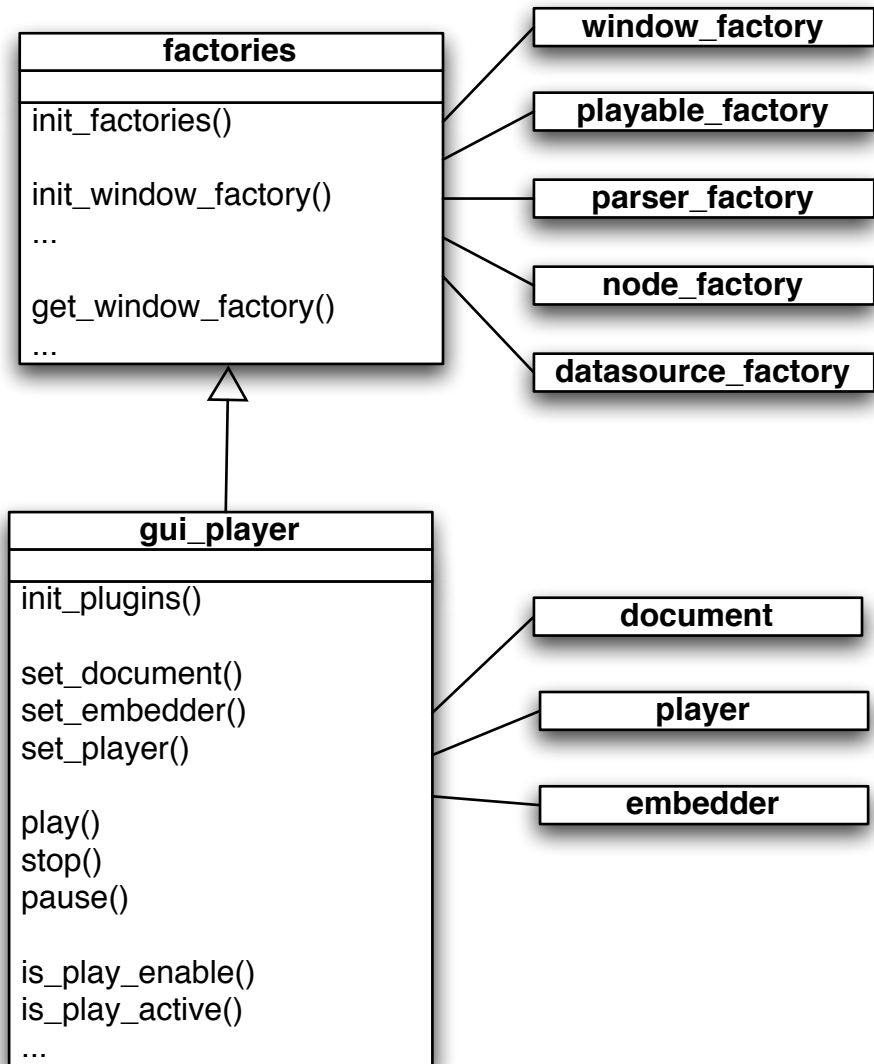 factories
init_factories()
init_window_factory()
...
get_window_factory()
...
window_factory
playable_factory
parser_factory
node_factory
datasource_factory
gui_player
init_plugins()
set_document()
set_embedder()
set_player()
play()
stop()
pause()
is_play_enable()
is_play_active()
...
document
player
embedder